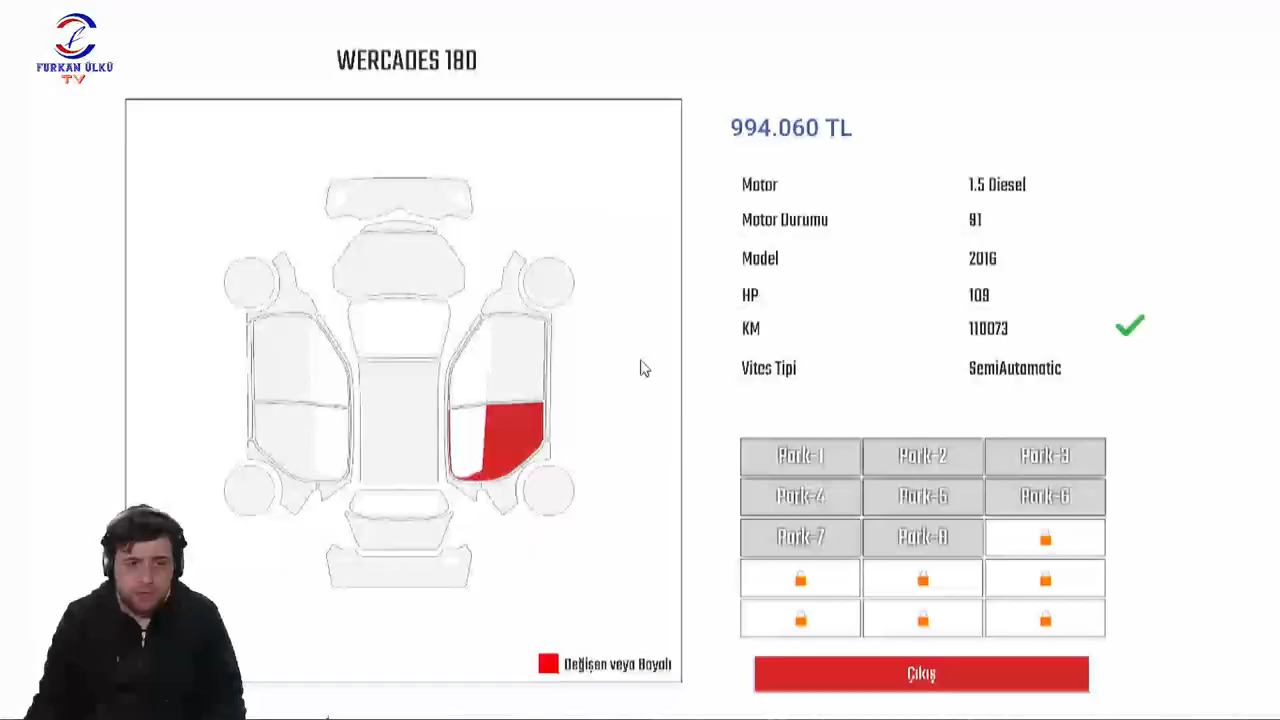 FURKAN ÜLKÜ
TV
WERCADES 180
994.060 TL
Motor 1.5 Diesel
Motor Durumu 91
Model 2016
HP 109
KM 110073
Vites Tipi SemiAutomatic
Park-1 Park-2 Park-3
Park-4 Park-5 Park-6
Park-7 Park-8
Değişen veya Boyalı
Çıkış